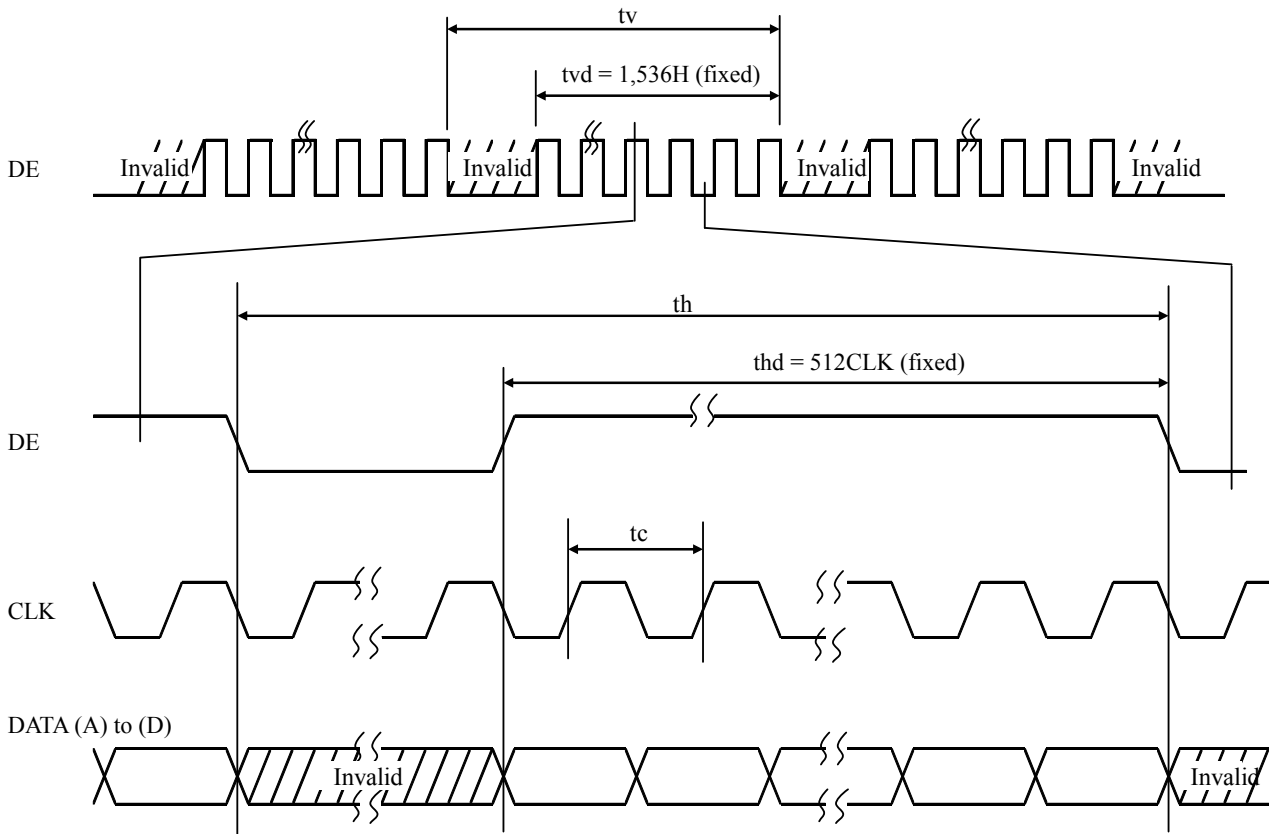 tv
tvd = 1,536H (fixed)
DE
Invalid
Invalid
Invalid
Invalid
th
thd = 512CLK (fixed)
DE
tc
CLK
DATA (A) to (D)
Invalid
Invalid